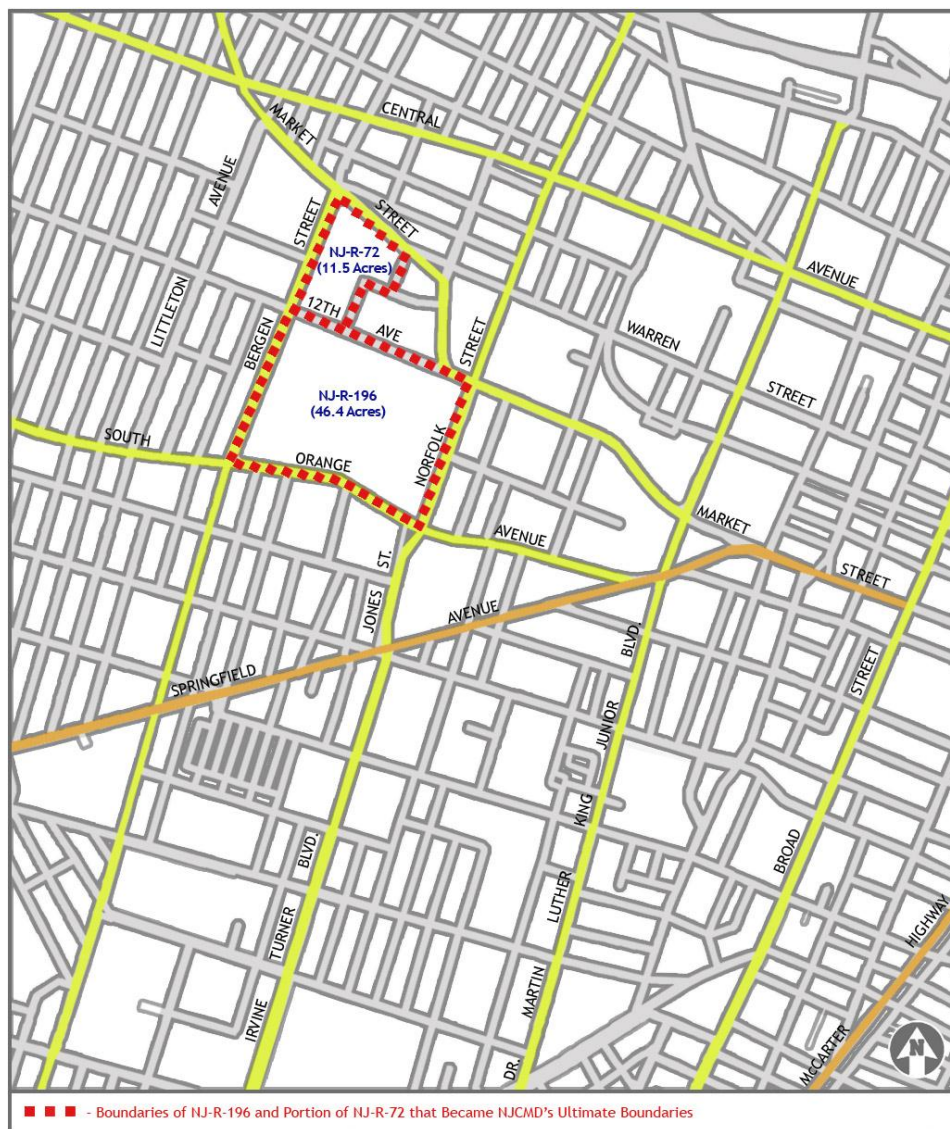 CENTRAL
MARKET
STREET
AVENUE
STREET
NJ-R-72
(11.5 Acres)
12TH
AVE
LITTLETON
BERGEN
STREET
WARREN
STREET
AVENUE
NJ-R-196
(46.4 Acres)
SOUTH
ORANGE
NORFOLK
AVENUE
MARKET
STREET
JONES
ST.
AVENUE
SPRINGFIELD
BLVD.
STREET
JUNIOR
KING
BROAD
BLVD.
LUTHER
TURNER
MARTIN
HIGHWAY
IRVINE
DR.
McCARTER
N
- Boundaries of NJ-R-196 and Portion of NJ-R-72 that Became NJCMD's Ultimate Boundaries